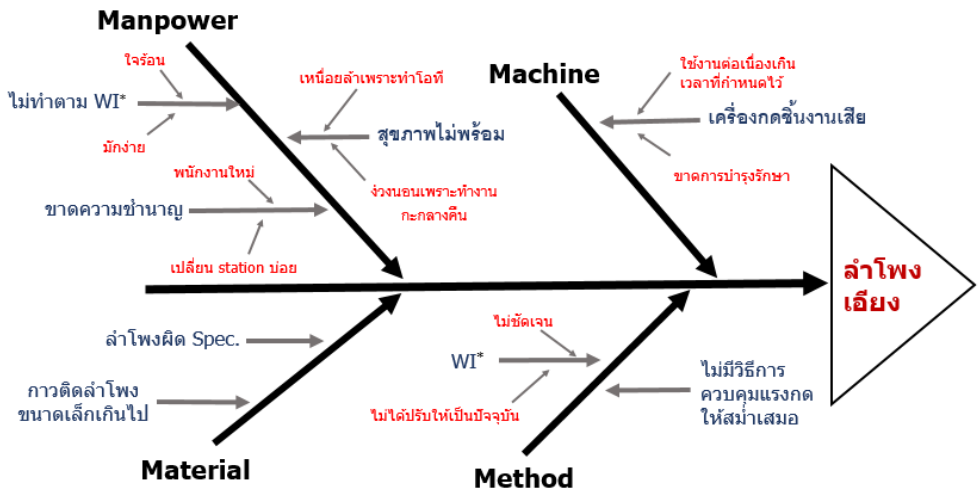 Manpower
ใจร้อน
ไม่ทำตาม WI*
มักง่าย
เหนื่อยล้าเพราะทำโอที
สุขภาพไม่พร้อม
ง่วงนอนเพราะทำงาน
กะกลางคืน
พนักงานใหม่
ขาดความชำนาญ
เปลี่ยน station บ่อย
Machine
ใช้งานต่อเนื่องเกิน
เวลาที่กำหนดไว้
เครื่องกดชิ้นงานเสีย
ขาดการบำรุงรักษา
ลำโพง
เอียง
ลำโพงผิด Spec.
กาวติดลำโพง
ขนาดเล็กเกินไป
Material
ไม่ชัดเจน
WI*
ไม่ได้ปรับให้เป็นปัจจุบัน
ไม่มีวิธีการ
ควบคุมแรงกด
ให้สม่ำเสมอ
Method